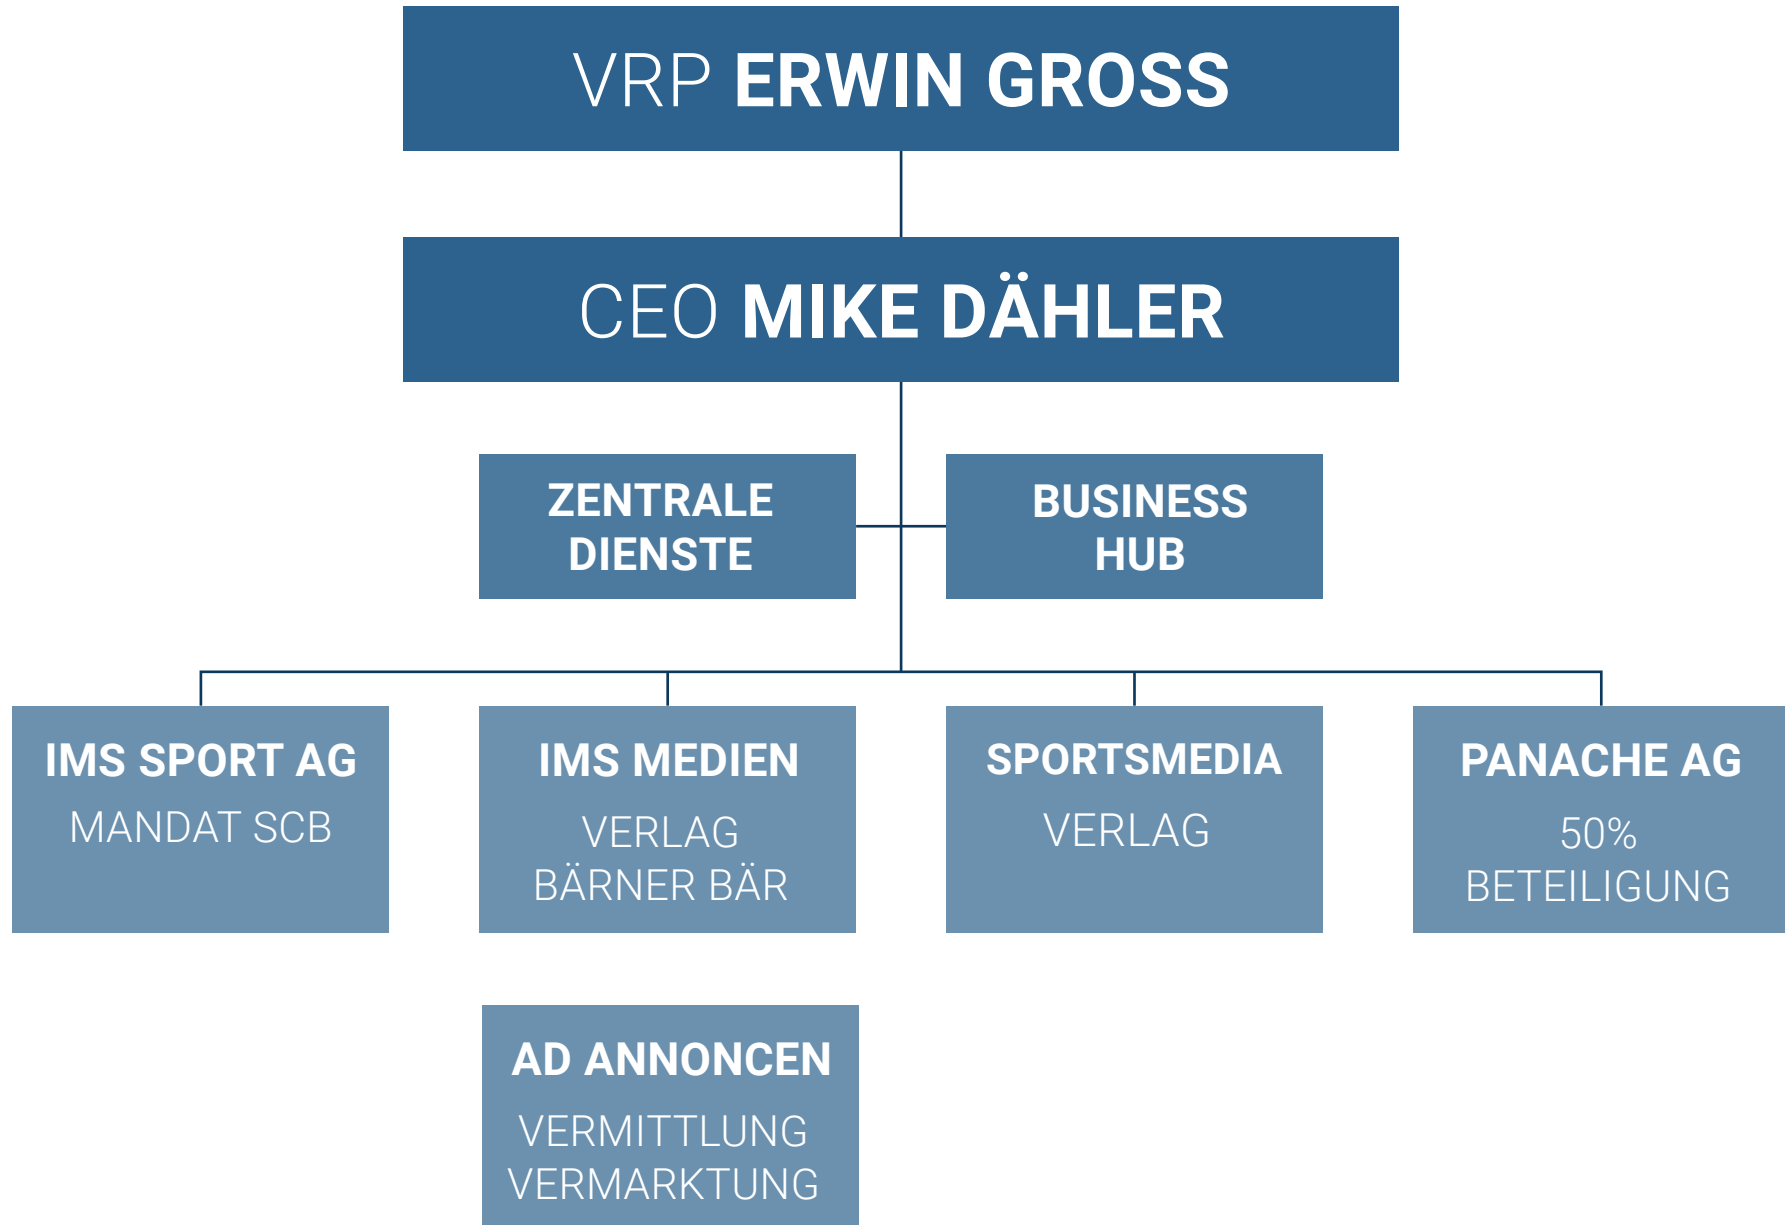 VRP ERWIN GROSS
CEO MIKE DÄHLER
ZENTRALE
DIENSTE
BUSINESS
HUB
IMS SPORT AG
MANDAT SCB
IMS MEDIEN
VERLAG
BÄRNER BÄR
SPORTSMEDIA
VERLAG
PANACHE AG
50%
BETEILIGUNG
AD ANNONCEN
VERMITTLUNG
VERMARKTUNG